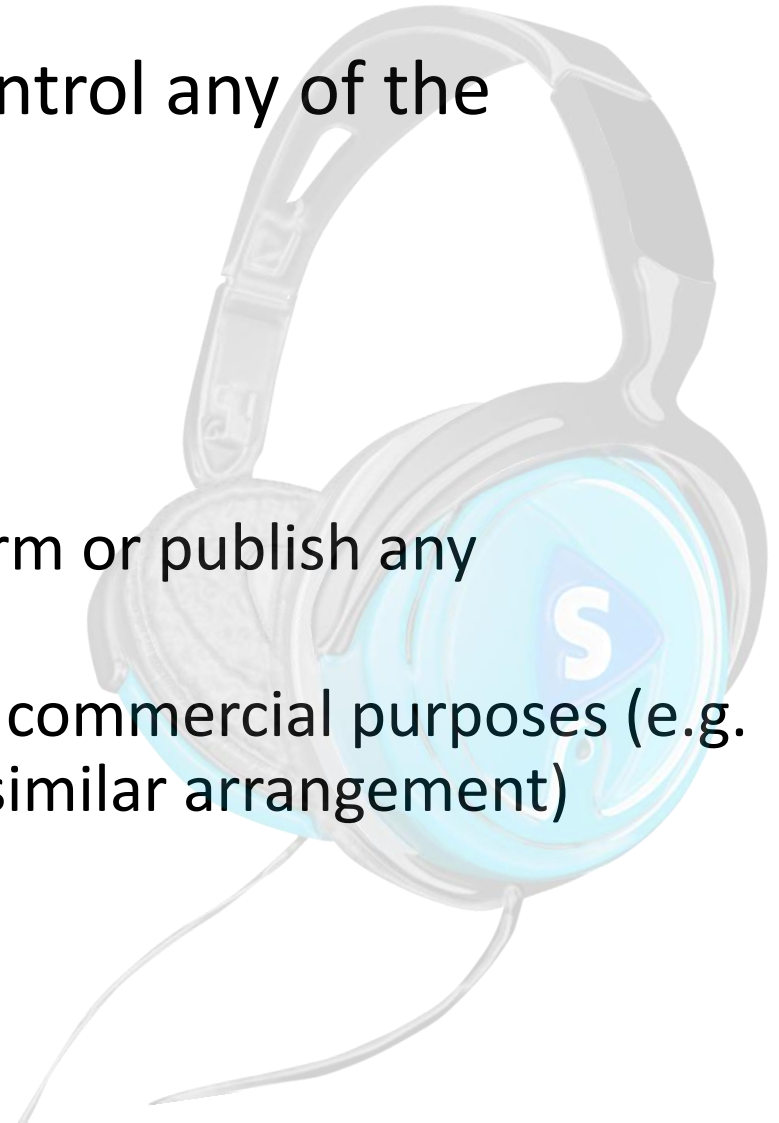 ntrol any of the
rm or publish any
S
commercial purposes (e.g.
similar arrangement)